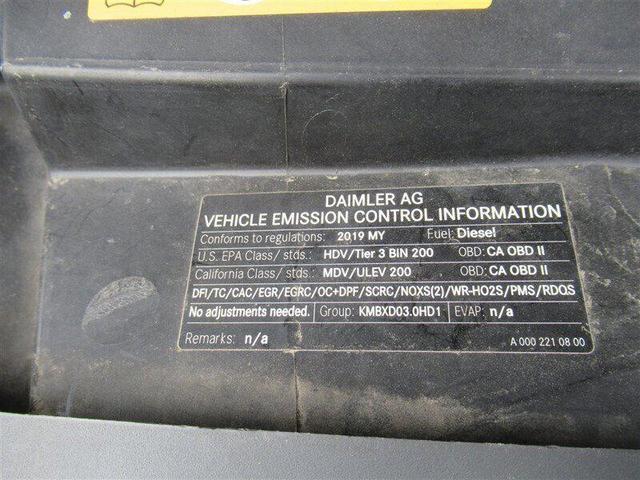 DAIMLER AG
VEHICLE EMISSION CONTROL INFORMATION
Conforms to regulations: 2019 MY Fuel: Diesel
U.S. EPA Class/ stds.: HDV/Tier 3 BIN 200 OBD: CA OBD II
California Class/ stds.: MDV/ULEV 200 OBD: CA OBD II
DFI/TC/CAC/EGR/EGRC/OC+DPF/SCRC/NOXS(2)/WR-HO2S/PMS/RDQS
No adjustments needed. Group: KMBXD03.0HD1 EVAP: n/a
Remarks: n/a A 000 221 08 00